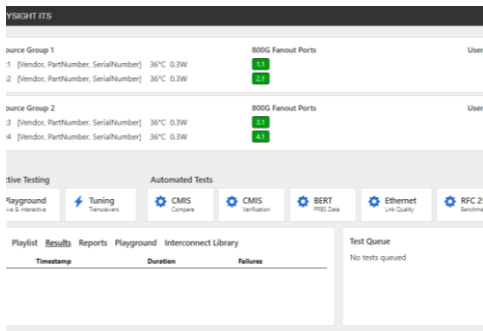 YSIGHT ITS
ource Group 1 800G Fanout Ports User
:1 [Vendor, PartNumber, SerialNumber] 36°C 0.3W 1.1
:2 [Vendor, PartNumber, SerialNumber] 36°C 0.3W 2.1
ource Group 2 800G Fanout Ports User
:3 [Vendor, PartNumber, SerialNumber] 36°C 0.3W 3.1
:4 [Vendor, PartNumber, SerialNumber] 36°C 0.3W 4.1
ctive Testing Automated Tests
Playground Tuning CMIS CMIS BERT Ethernet RFC 25
ive & Interactive Transceivers Compare Verification PRBS Data Link Quality Benchma
Playlist Results Reports Playground Interconnect Library Test Queue
Timestamp Duration Failures No tests queued